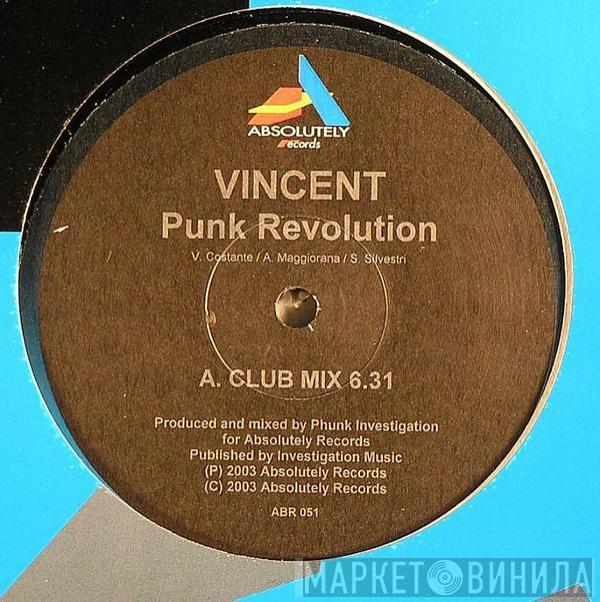 ABSOLUTELY
records
VINCENT
Punk Revolution
V. Costante / A. Maggiorana / S. Silvestri
A. CLUB MIX 6.31
Produced and mixed by Phunk Investigation
for Absolutely Records
Published by Investigation Music
(P) 2003 Absolutely Records
(C) 2003 Absolutely Records
ABR 051
МАРКЕТ ВИНИЛА